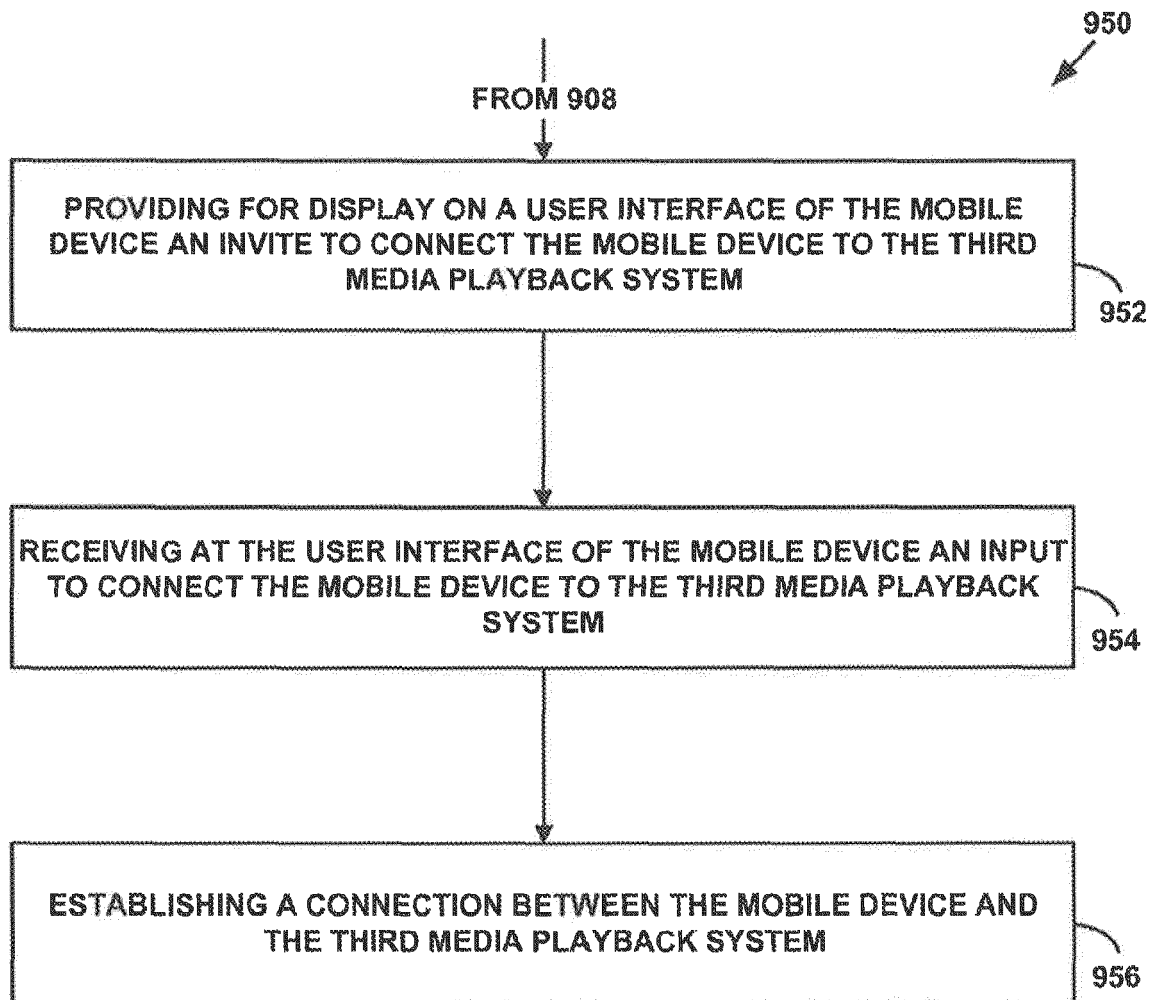 950
FROM 908
PROVIDING FOR DISPLAY ON A USER INTERFACE OF THE MOBILE
DEVICE AN INVITE TO CONNECT THE MOBILE DEVICE TO THE THIRD
MEDIA PLAYBACK SYSTEM
952
RECEIVING AT THE USER INTERFACE OF THE MOBILE DEVICE AN INPUT
TO CONNECT THE MOBILE DEVICE TO THE THIRD MEDIA PLAYBACK
SYSTEM
954
ESTABLISHING A CONNECTION BETWEEN THE MOBILE DEVICE AND
THE THIRD MEDIA PLAYBACK SYSTEM
956